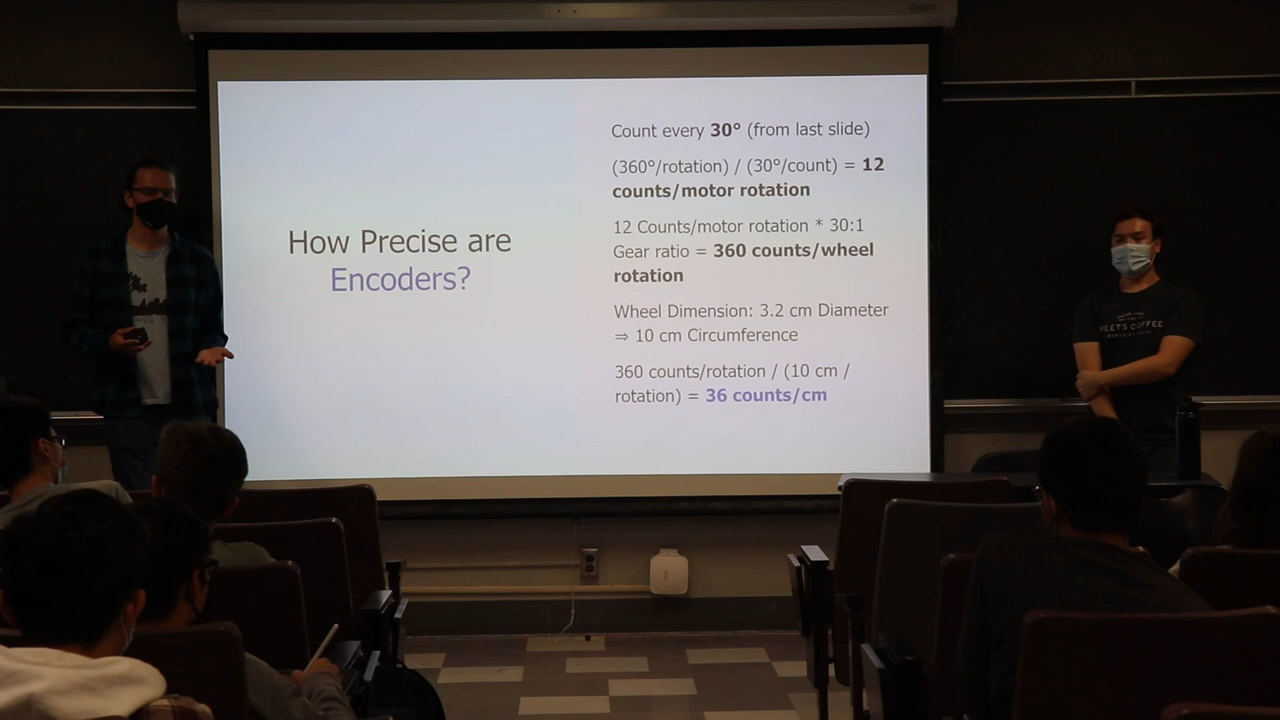 How Precise are
Encoders?
Count every 30° (from last slide)
(360°/rotation) / (30°/count) = 12
counts/motor rotation
12 Counts/motor rotation * 30:1
Gear ratio = 360 counts/wheel
rotation
Wheel Dimension: 3.2 cm Diameter
⇒ 10 cm Circumference
360 counts/rotation / (10 cm /
rotation) = 36 counts/cm
PEET'S COFFEE